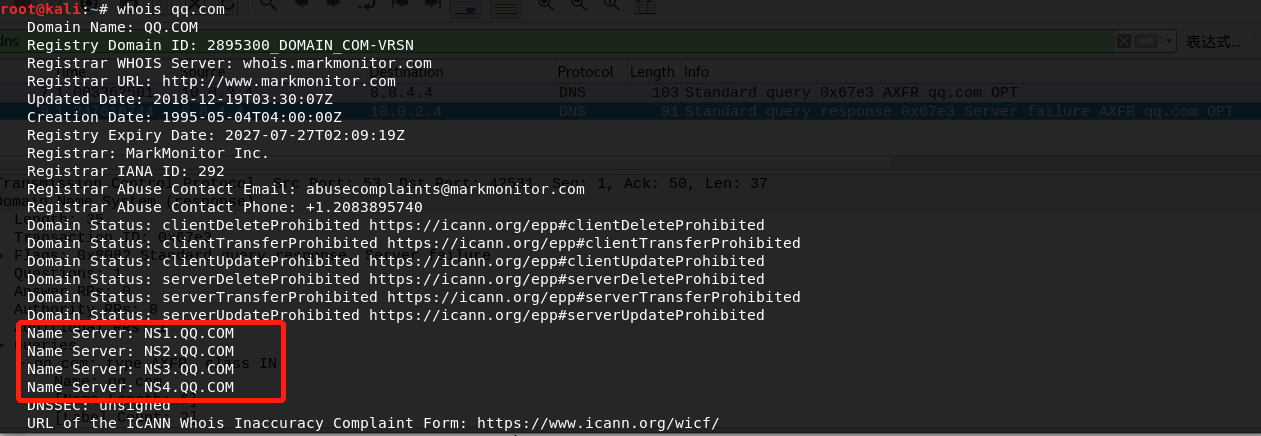 root@kali:~# whois qq.com
Domain Name: QQ.COM
Registry Domain ID: 2895300_DOMAIN_COM-VRSN
Registrar WHOIS Server: whois.markmonitor.com
Registrar URL: http://www.markmonitor.com
Updated Date: 2018-12-19T03:30:07Z
Creation Date: 1995-05-04T04:00:00Z
Registry Expiry Date: 2027-07-27T02:09:19Z
Registrar: MarkMonitor Inc.
Registrar IANA ID: 292
Registrar Abuse Contact Email: abusecomplaints@markmonitor.com
Registrar Abuse Contact Phone: +1.2083895740
Domain Status: clientDeleteProhibited https://icann.org/epp#clientDeleteProhibited
Domain Status: clientTransferProhibited https://icann.org/epp#clientTransferProhibited
Domain Status: clientUpdateProhibited https://icann.org/epp#clientUpdateProhibited
Domain Status: serverDeleteProhibited https://icann.org/epp#serverDeleteProhibited
Domain Status: serverTransferProhibited https://icann.org/epp#serverTransferProhibited
Domain Status: serverUpdateProhibited https://icann.org/epp#serverUpdateProhibited
Name Server: NS1.QQ.COM
Name Server: NS2.QQ.COM
Name Server: NS3.QQ.COM
Name Server: NS4.QQ.COM
DNSSEC: unsigned
URL of the ICANN Whois Inaccuracy Complaint Form: https://www.icann.org/wicf/
dns
表达式…
Time Source Destination Protocol Length Info
8.8.4.4 DNS 103 Standard query 0x67e3 AXFR qq.com OPT
10.0.2.4 DNS 91 Standard query response 0x67e3 Server failure AXFR qq.com OPT
Seq: 1, Ack: 50, Len: 37